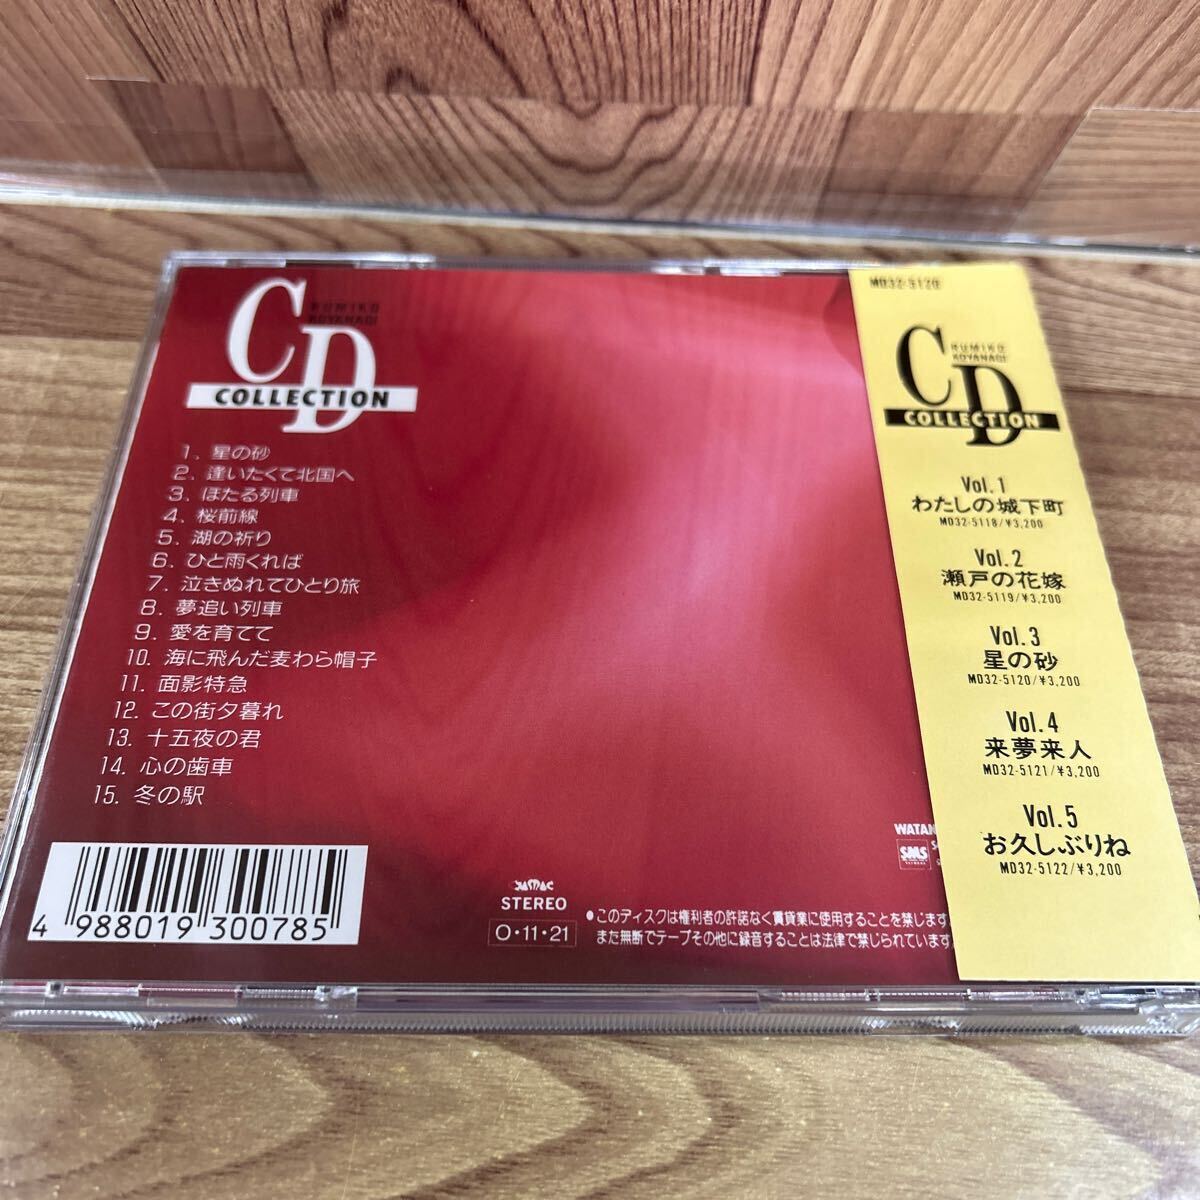 RUMIKO
KOYANAGI
CD
COLLECTION
1. 星の砂
2. 逢いたくて北国へ
3. ほたる列車
4. 桜前線
5. 湖の祈り
6. ひと雨くれば
7. 泣きぬれてひとり旅
8. 夢追い列車
9. 愛を育てて
10. 海に飛んだ麦わら帽子
11. 面影特急
12. この街夕暮れ
13. 十五夜の君
14. 心の歯車
15. 冬の駅
4 988019 300785
JASRAC
STEREO
O・11・21
●このディスクは権利者の許諾なく賃貸業に使用することを禁じます
また無断でテープその他に録音することは法律で禁じられています
WATAN
SMS
MD32-5120
RUMIKO
KOYANAGI
CD
COLLECTION
Vol.1
わたしの城下町
MD32-5118/¥3,200
Vol.2
瀬戸の花嫁
MD32-5119/¥3,200
Vol.3
星の砂
MD32-5120/¥3,200
Vol.4
来夢来人
MD32-5121/¥3,200
Vol.5
お久しぶりね
MD32-5122/¥3,200